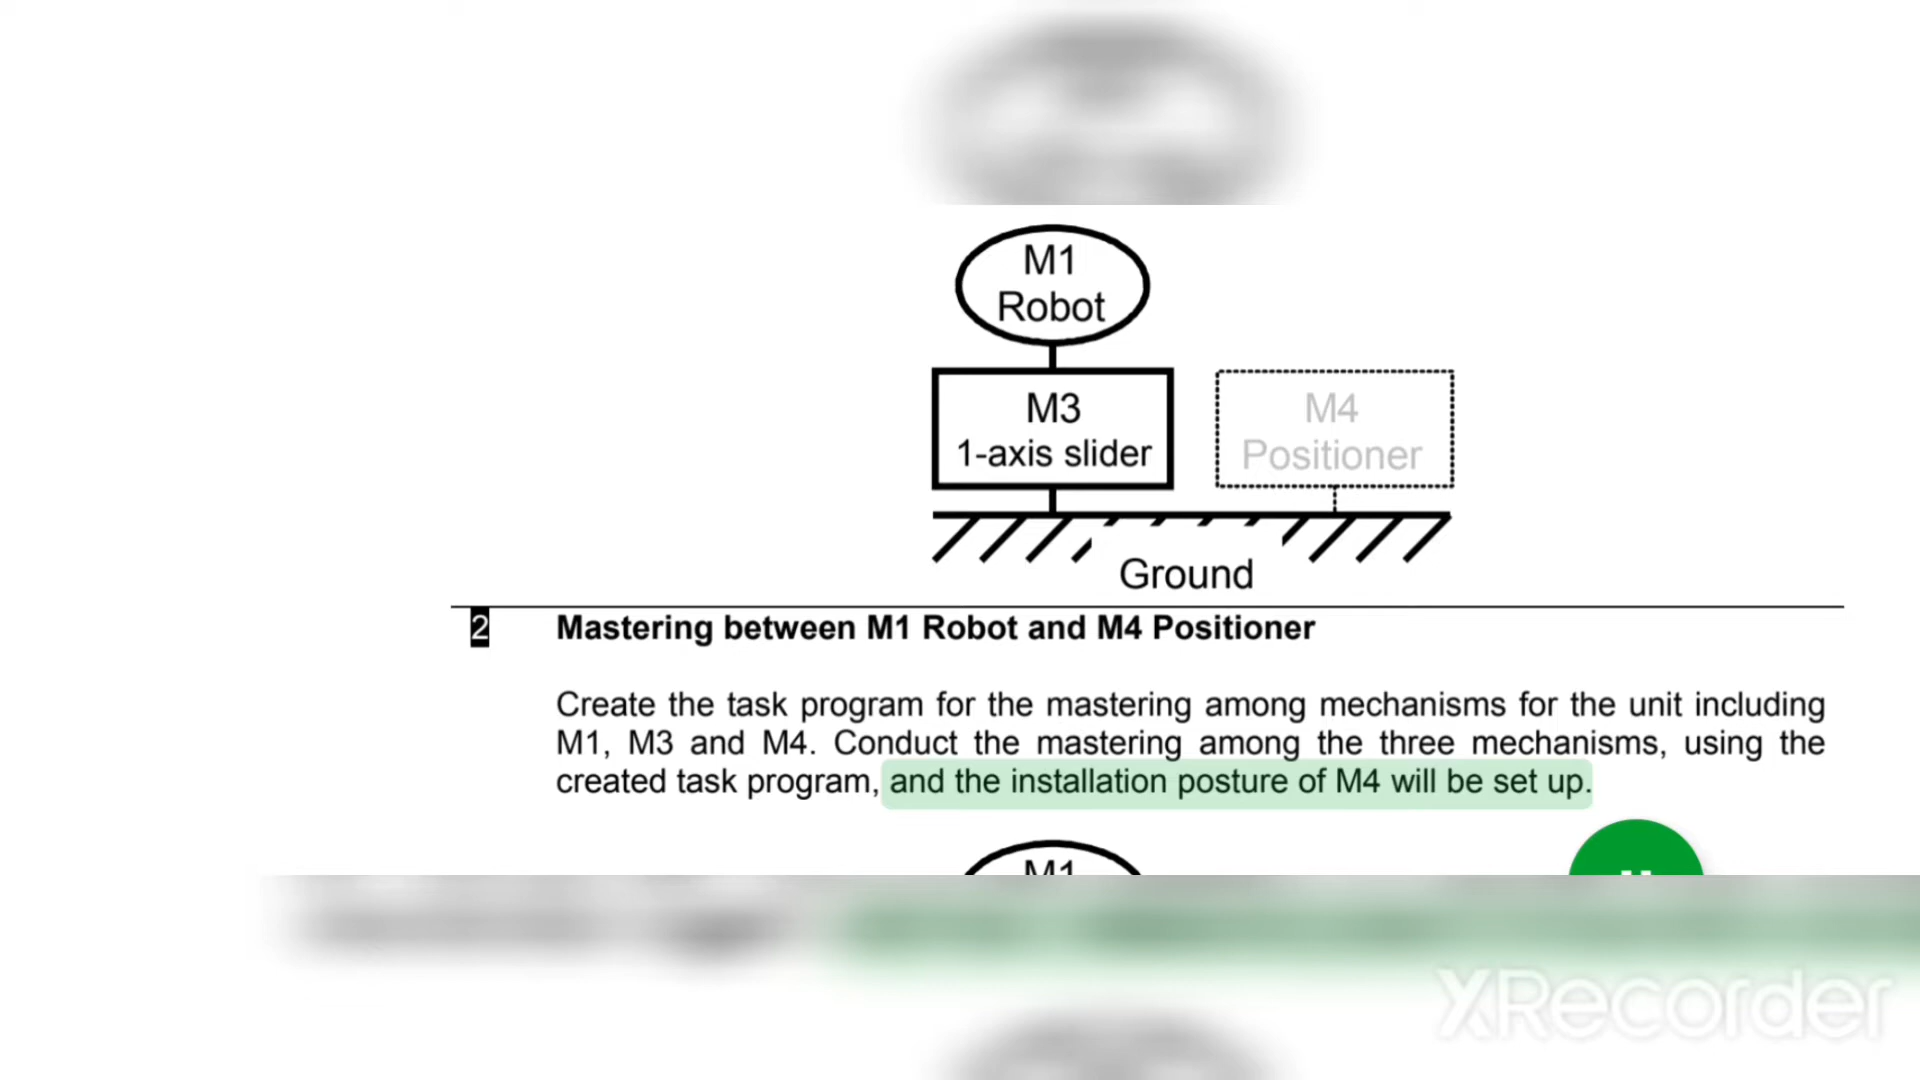 M1
Robot
M3
1-axis slider
M4
Positioner
Ground
2 Mastering between M1 Robot and M4 Positioner
Create the task program for the mastering among mechanisms for the unit including
M1, M3 and M4. Conduct the mastering among the three mechanisms, using the
created task program, and the installation posture of M4 will be set up.
M1
XRecorder